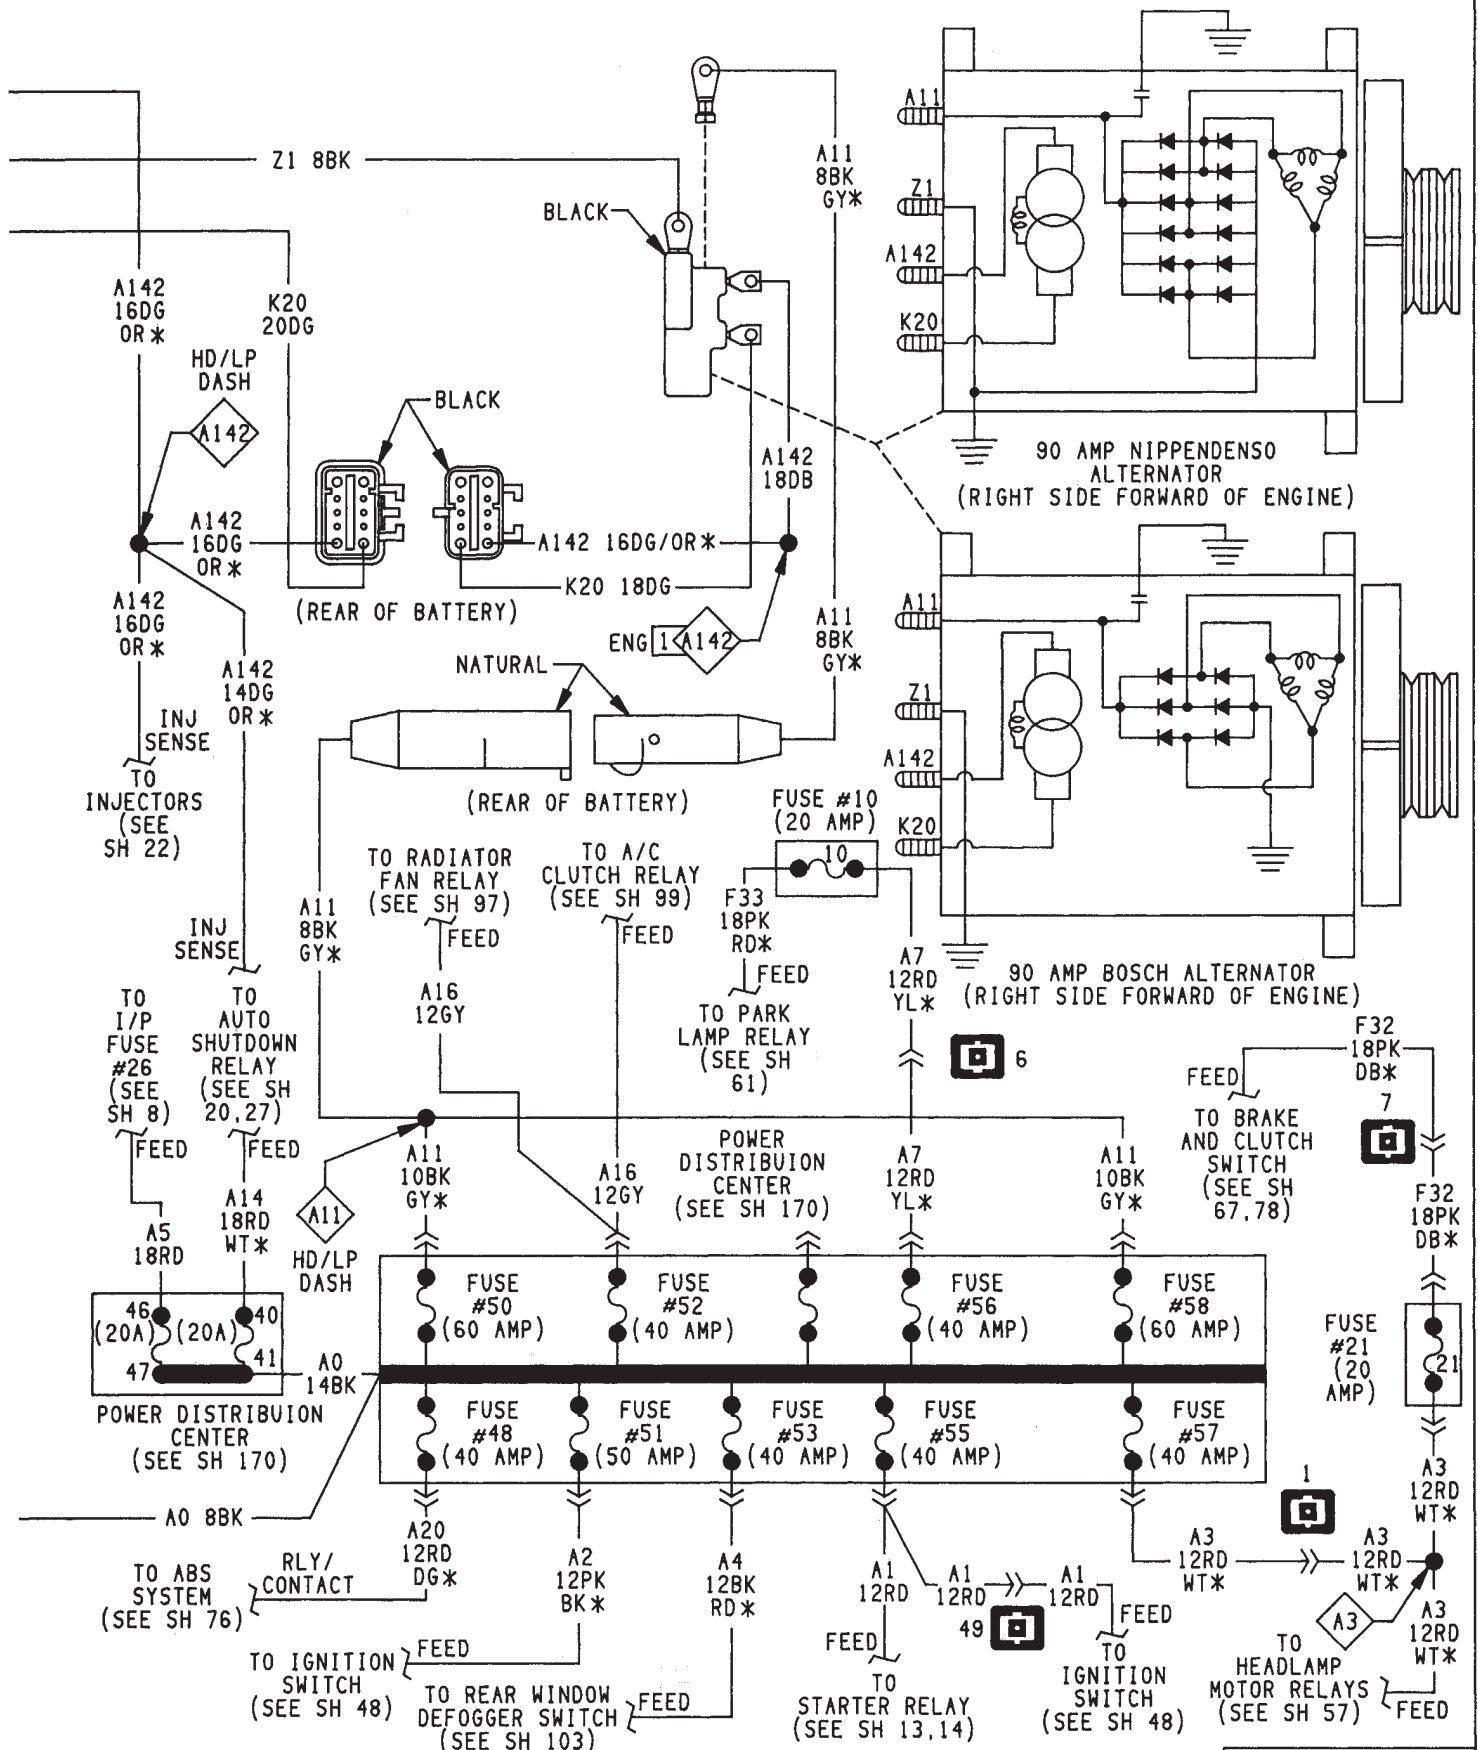 Z1 8BK
BLACK
A11
8BK
GY*
A142
16DG
OR*
K20
20DG
HD/LP
DASH
A142
BLACK
A142
16DG
OR*
A142 16DG/OR*
K20 18DG
(REAR OF BATTERY)
A142
18DB
ENG 1 A142
A11
8BK
GY*
A11
Z1
A142
K20
90 AMP NIPPENDENSO
ALTERNATOR
(RIGHT SIDE FORWARD OF ENGINE)
A11
Z1
A142
K20
90 AMP BOSCH ALTERNATOR
(RIGHT SIDE FORWARD OF ENGINE)
A142
16DG
OR*
A142
14DG
OR*
INJ
SENSE
TO
INJECTORS
(SEE
SH 22)
NATURAL
(REAR OF BATTERY)
FUSE #10
(20 AMP)
10
F33
18PK
RD*
FEED
TO PARK
LAMP RELAY
(SEE SH
61)
A7
12RD
YL*
6
TO RADIATOR
FAN RELAY
(SEE SH 97)
FEED
A16
12GY
TO A/C
CLUTCH RELAY
(SEE SH 99)
FEED
A11
8BK
GY*
INJ
SENSE
TO
I/P
FUSE
#26
(SEE
SH 8)
FEED
TO
AUTO
SHUTDOWN
RELAY
(SEE SH
20,27)
FEED
A5
18RD
A14
18RD
WT*
A11
HD/LP
DASH
A11
10BK
GY*
A16
12GY
POWER
DISTRIBUION
CENTER
(SEE SH 170)
A7
12RD
YL*
A11
10BK
GY*
F32
18PK
DB*
FEED
TO BRAKE
AND CLUTCH
SWITCH
(SEE SH
67,78)
7
F32
18PK
DB*
46
(20A)
47
40
(20A)
41
A0
14BK
POWER DISTRIBUION
CENTER
(SEE SH 170)
FUSE
#50
(60 AMP)
FUSE
#52
(40 AMP)
FUSE
#56
(40 AMP)
FUSE
#58
(60 AMP)
FUSE
#48
(40 AMP)
FUSE
#51
(50 AMP)
FUSE
#53
(40 AMP)
FUSE
#55
(40 AMP)
FUSE
#57
(40 AMP)
FUSE
#21
(20
AMP)
21
A0 8BK
A20
12RD
DG*
TO ABS
SYSTEM
(SEE SH 76)
RLY/
CONTACT
A2
12PK
BK*
FEED
TO IGNITION
SWITCH
(SEE SH 48)
A4
12BK
RD*
FEED
TO REAR WINDOW
DEFOGGER SWITCH
(SEE SH 103)
A1
12RD
FEED
TO
STARTER RELAY
(SEE SH 13,14)
A1
12RD
49
A1
12RD
FEED
TO
IGNITION
SWITCH
(SEE SH 48)
A3
12RD
WT*
1
A3
12RD
WT*
A3
12RD
WT*
A3
A3
12RD
WT*
TO
HEADLAMP
MOTOR RELAYS
(SEE SH 57)
FEED